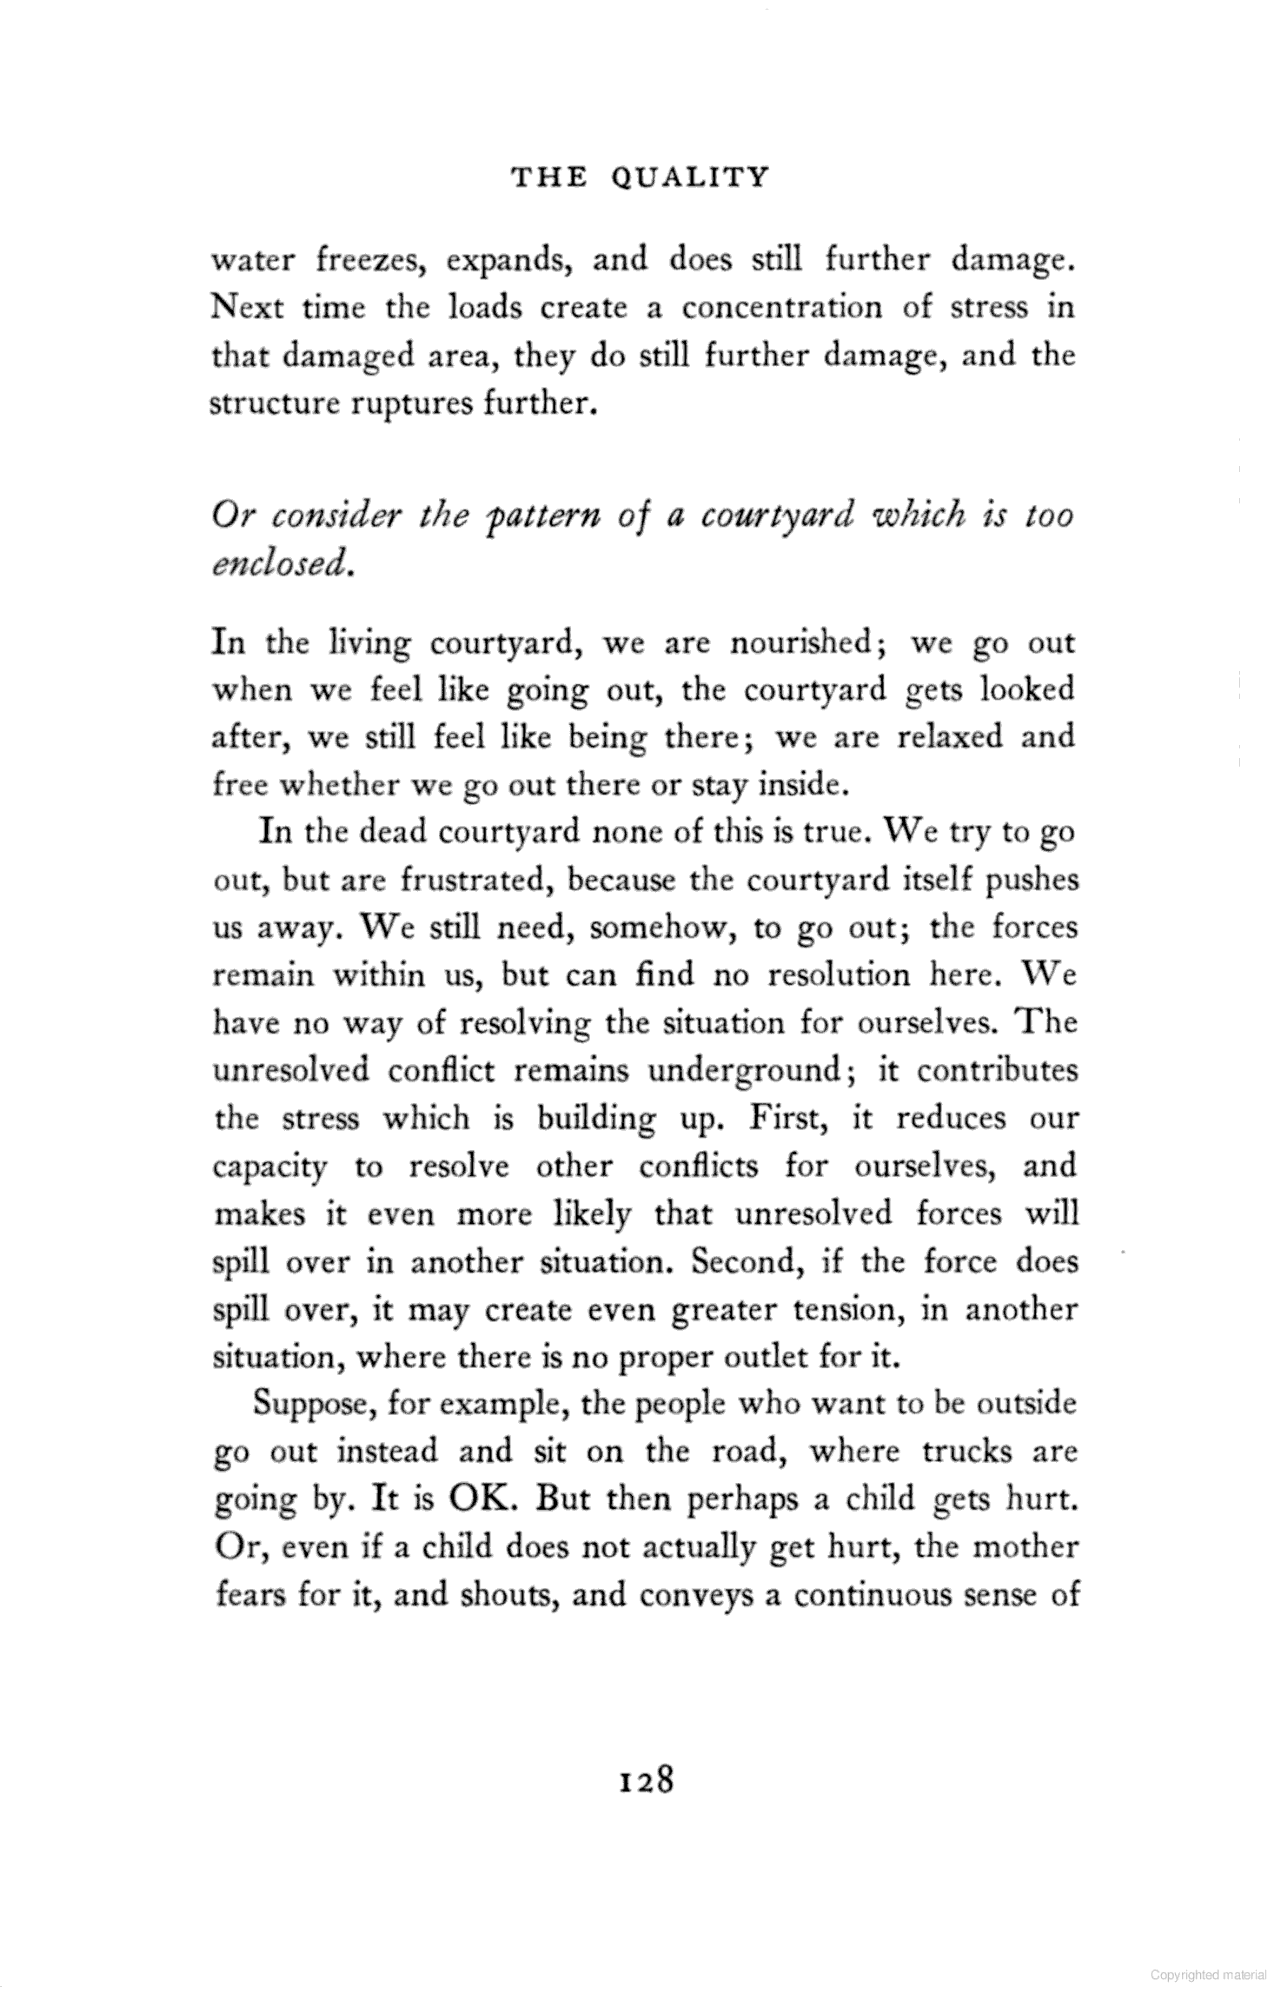 THE QUALITY
water freezes, expands, and does still further damage.
Next time the loads create a concentration of stress in
that damaged area, they do still further damage, and the
structure ruptures further.
Or consider the pattern of a courtyard which is too
enclosed.
In the living courtyard, we are nourished; we go out
when we feel like going out, the courtyard gets looked
after, we still feel like being there; we are relaxed and
free whether we go out there or stay inside.
In the dead courtyard none of this is true. We try to go
out, but are frustrated, because the courtyard itself pushes
us away. We still need, somehow, to go out; the forces
remain within us, but can find no resolution here. We
have no way of resolving the situation for ourselves. The
unresolved conflict remains underground; it contributes
the stress which is building up. First, it reduces our
capacity to resolve other conflicts for ourselves, and
makes it even more likely that unresolved forces will
spill over in another situation. Second, if the force does
spill over, it may create even greater tension, in another
situation, where there is no proper outlet for it.
Suppose, for example, the people who want to be outside
go out instead and sit on the road, where trucks are
going by. It is OK. But then perhaps a child gets hurt.
Or, even if a child does not actually get hurt, the mother
fears for it, and shouts, and conveys a continuous sense of
128
Copyrighted material